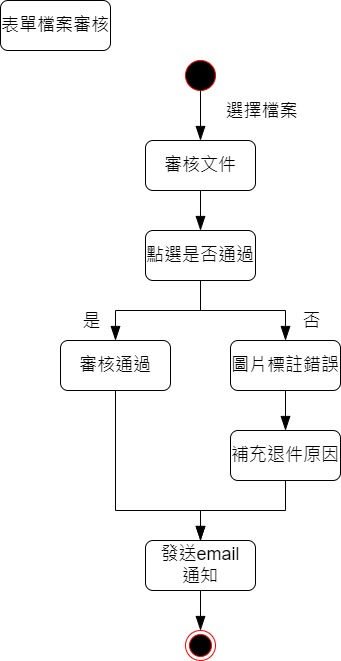 表單檔案審核
選擇檔案
審核文件
點選是否通過
是
否
審核通過
圖片標註錯誤
補充退件原因
發送email
通知